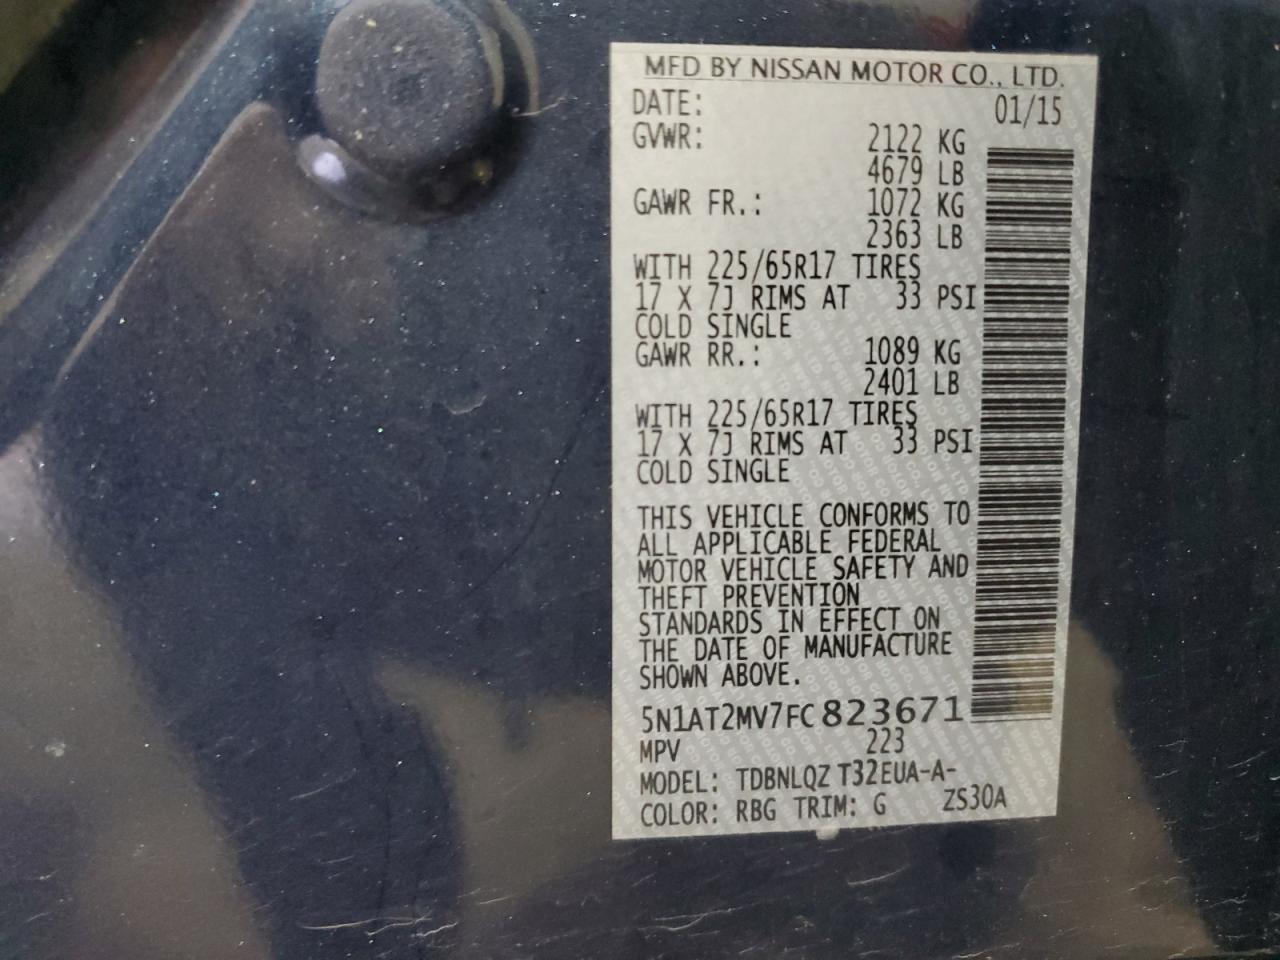 MFD BY NISSAN MOTOR CO., LTD.
DATE: 01/15
GVWR: 2122 KG
4679 LB
GAWR FR.: 1072 KG
2363 LB
WITH 225/65R17 TIRES
17 X 7J RIMS AT 33 PSI
COLD SINGLE
GAWR RR.: 1089 KG
2401 LB
WITH 225/65R17 TIRES
17 X 7J RIMS AT 33 PSI
COLD SINGLE
THIS VEHICLE CONFORMS TO
ALL APPLICABLE FEDERAL
MOTOR VEHICLE SAFETY AND
THEFT PREVENTION
STANDARDS IN EFFECT ON
THE DATE OF MANUFACTURE
SHOWN ABOVE.
5N1AT2MV7FC823671
MPV 223
MODEL: TDBNLQZ T32EUA-A-
COLOR: RBG TRIM: G ZS30A